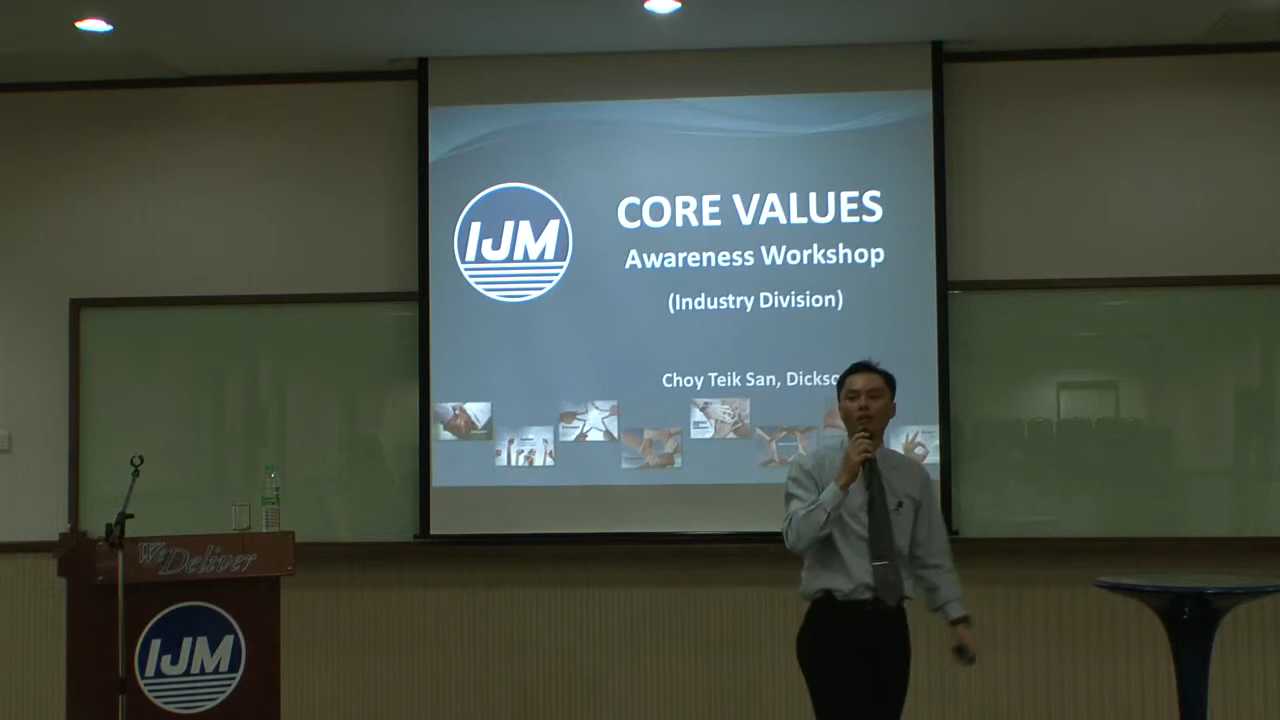 IJM
CORE VALUES
Awareness Workshop
(Industry Division)
Choy Teik San,
We Deliver
IJM